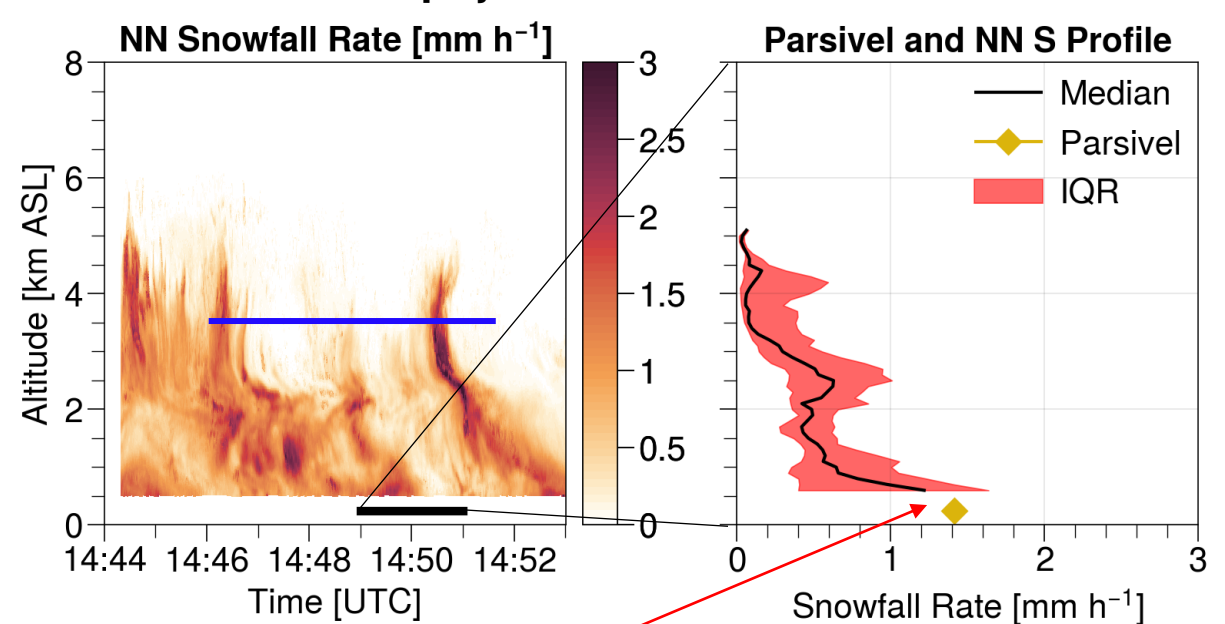 NN Snowfall Rate [mm h⁻¹]
8
6
4
2
0
Altitude [km ASL]
14:44 14:46 14:48 14:50 14:52
Time [UTC]
3
2.5
2
1.5
1
0.5
0
Parsivel and NN S Profile
Median
Parsivel
IQR
0 1 2 3
Snowfall Rate [mm h⁻¹]